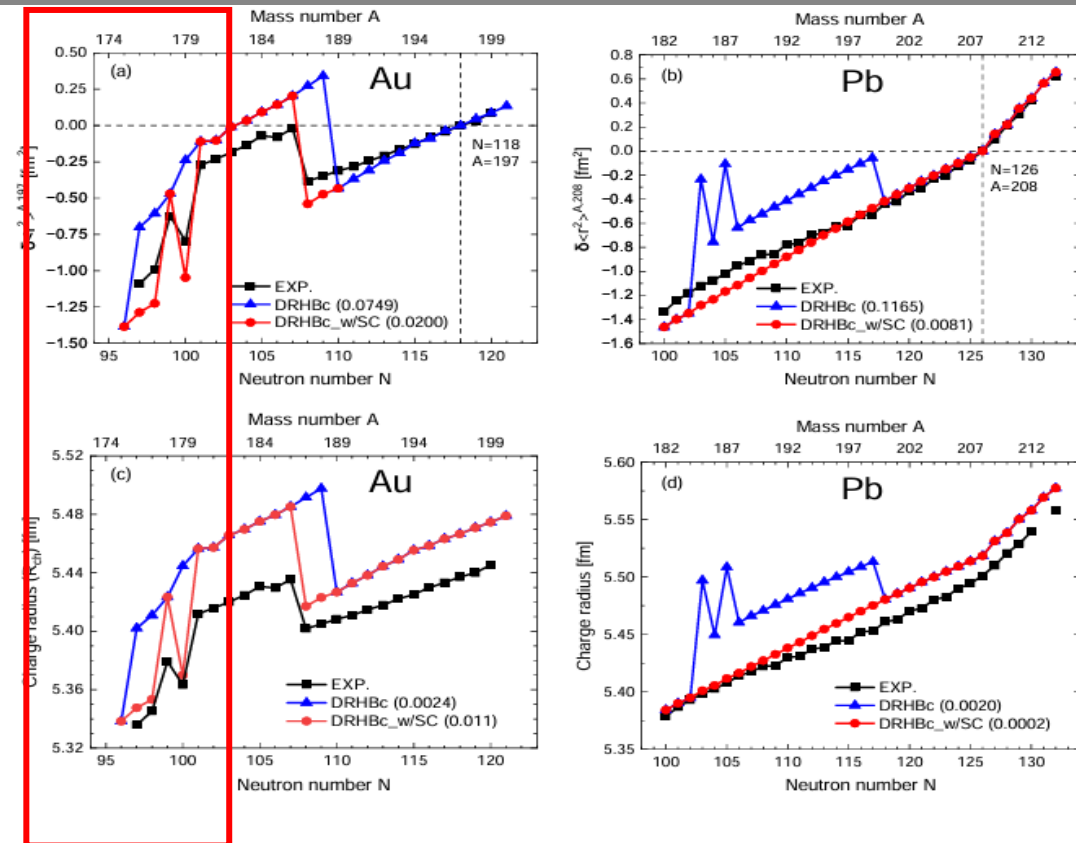 Mass number A
174 179 184 189 194 199
0.50
0.25
0.00
−0.25
−0.50
−0.75
−1.00
−1.25
−1.50
(a)
Au
N=118
A=197
EXP.
DRHBc (0.0749)
DRHBc_w/SC (0.0200)
95 100 105 110 115 120
Neutron number N
Mass number A
182 187 192 197 202 207 212
δ<r²>A,208 [fm²]
0.8
0.6
0.4
0.2
0.0
−0.2
−0.4
−0.6
−0.8
−1.0
−1.2
−1.4
−1.6
(b)
Pb
N=126
A=208
EXP.
DRHBc (0.1165)
DRHBc_w/SC (0.0081)
100 105 110 115 120 125 130
Neutron number N
Mass number A
174 179 184 189 194 199
Charge radius (Rch) [fm]
5.52
5.48
5.44
5.40
5.36
5.32
(c)
Au
EXP.
DRHBc (0.0024)
DRHBc_w/SC (0.011)
95 100 105 110 115 120
Neutron number N
Mass number A
182 187 192 197 202 207 212
Charge radius [fm]
5.60
5.55
5.50
5.45
5.40
5.35
(d)
Pb
EXP.
DRHBc (0.0020)
DRHBc_w/SC (0.0002)
100 105 110 115 120 125 130
Neutron number N